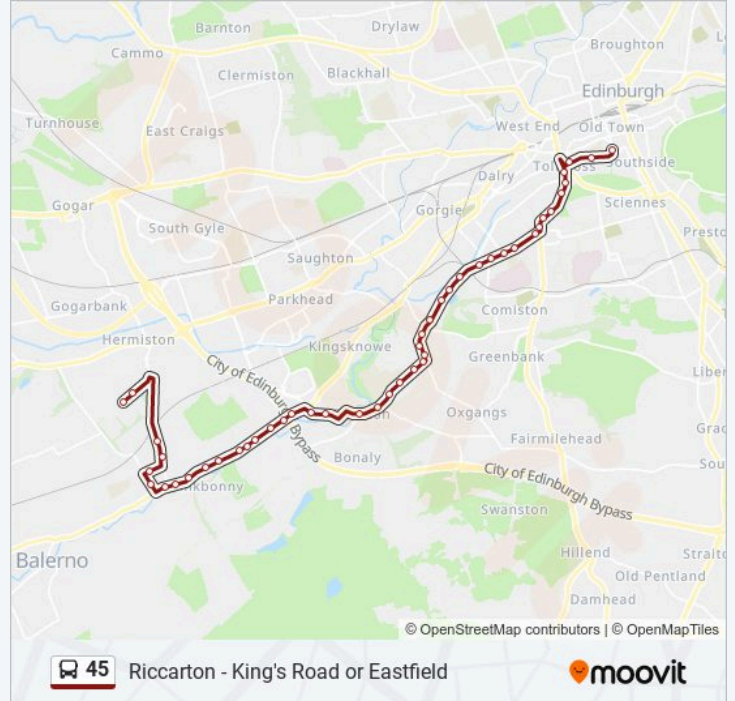 Barnton
Drylaw
Cammo
Broughton
Clermiston
Blackhall
Edinburgh
Turnhouse
East Craigs
West End
Old Town
Southside
Dalry
Gogar
Gorgie
Sciennes
South Gyle
Saughton
Parkhead
Gogarbank
Comiston
Hermiston
Kingsknowe
Greenbank
City of Edinburgh Bypass
Oxgangs
Fairmilehead
Bonaly
City of Edinburgh Bypass
Swanston
Balerno
Hillend
Old Pentland
Damhead
© OpenStreetMap contributors | © OpenMapTiles
45 Riccarton - King's Road or Eastfield
moovit